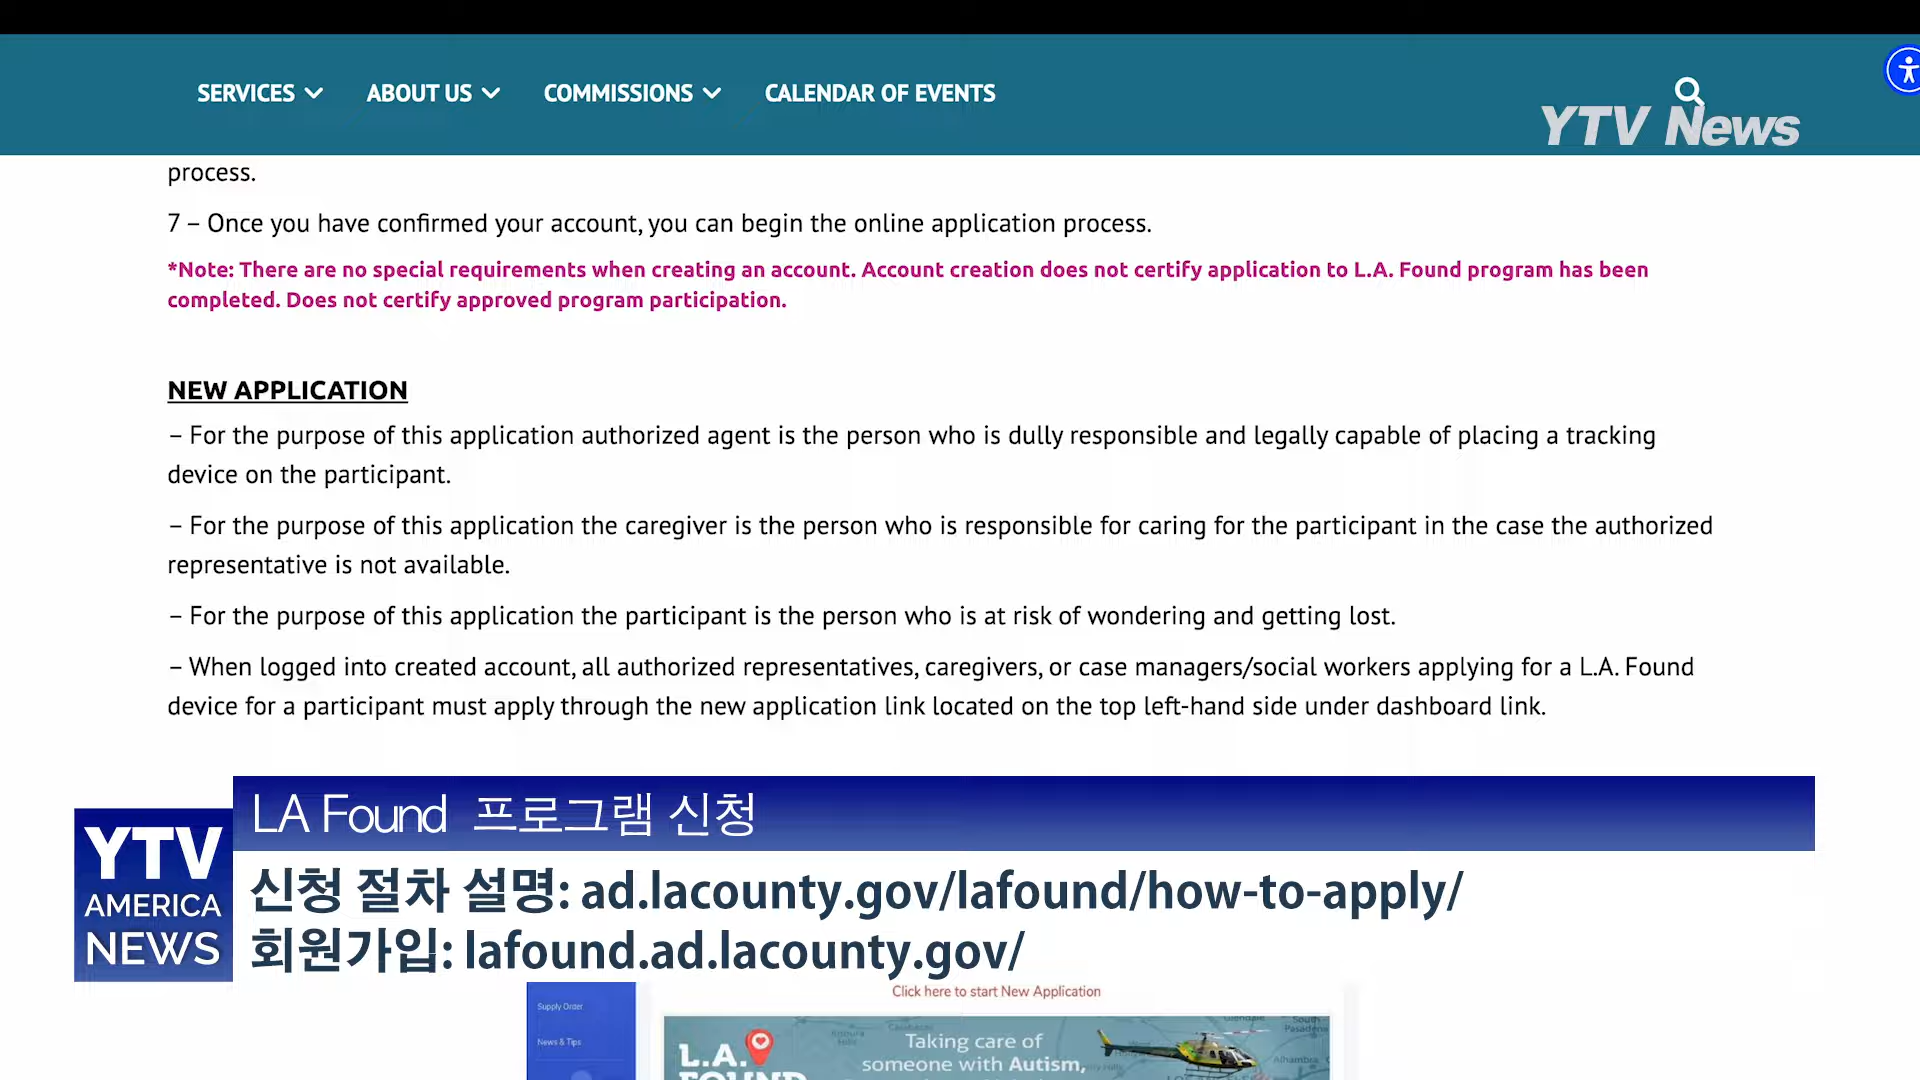 SERVICES
ABOUT US
COMMISSIONS
CALENDAR OF EVENTS
YTV News
process.
7 – Once you have confirmed your account, you can begin the online application process.
*Note: There are no special requirements when creating an account. Account creation does not certify application to L.A. Found program has been
completed. Does not certify approved program participation.
NEW APPLICATION
– For the purpose of this application authorized agent is the person who is dully responsible and legally capable of placing a tracking
device on the participant.
– For the purpose of this application the caregiver is the person who is responsible for caring for the participant in the case the authorized
representative is not available.
– For the purpose of this application the participant is the person who is at risk of wondering and getting lost.
– When logged into created account, all authorized representatives, caregivers, or case managers/social workers applying for a L.A. Found
device for a participant must apply through the new application link located on the top left-hand side under dashboard link.
LA Found 프로그램 신청
YTV
AMERICA
NEWS
신청 절차 설명: ad.lacounty.gov/lafound/how-to-apply/
회원가입: lafound.ad.lacounty.gov/
Click here to start New Application
Supply Order
News & Tips
L.A.
FOUND
Taking care of
someone with Autism,
Glendale
South
Pasadena
Alhambra